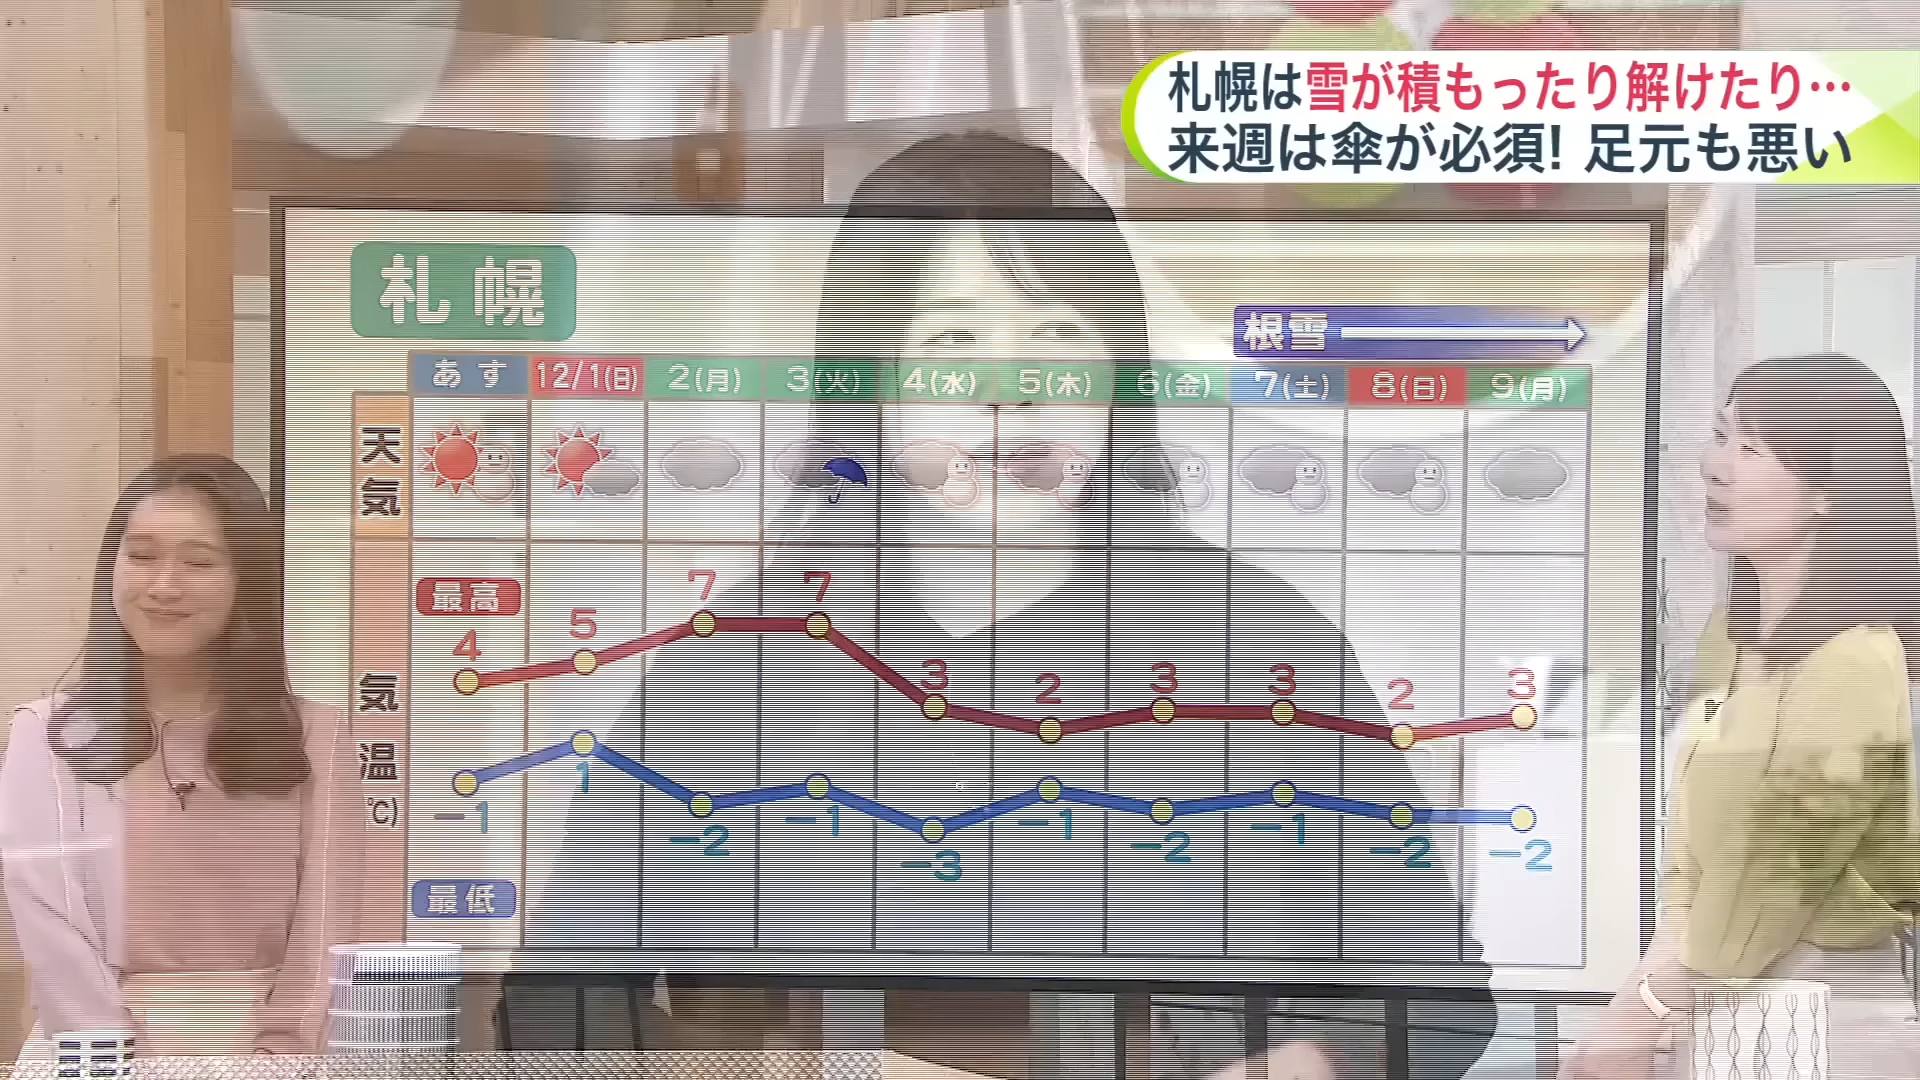 札幌は雪が積もったり解けたり…
来週は傘が必須! 足元も悪い
札幌
根雪
あす 12/1(日) 2(月) 3(火) 4(水) 5(木) 6(金) 7(土) 8(日) 9(月)
天気
最高
4 5 7 7 3 2 3 3 2 3
気温
℃)
-1 1 -2 -1 -3 -1 -2 -1 -2 -2
最低